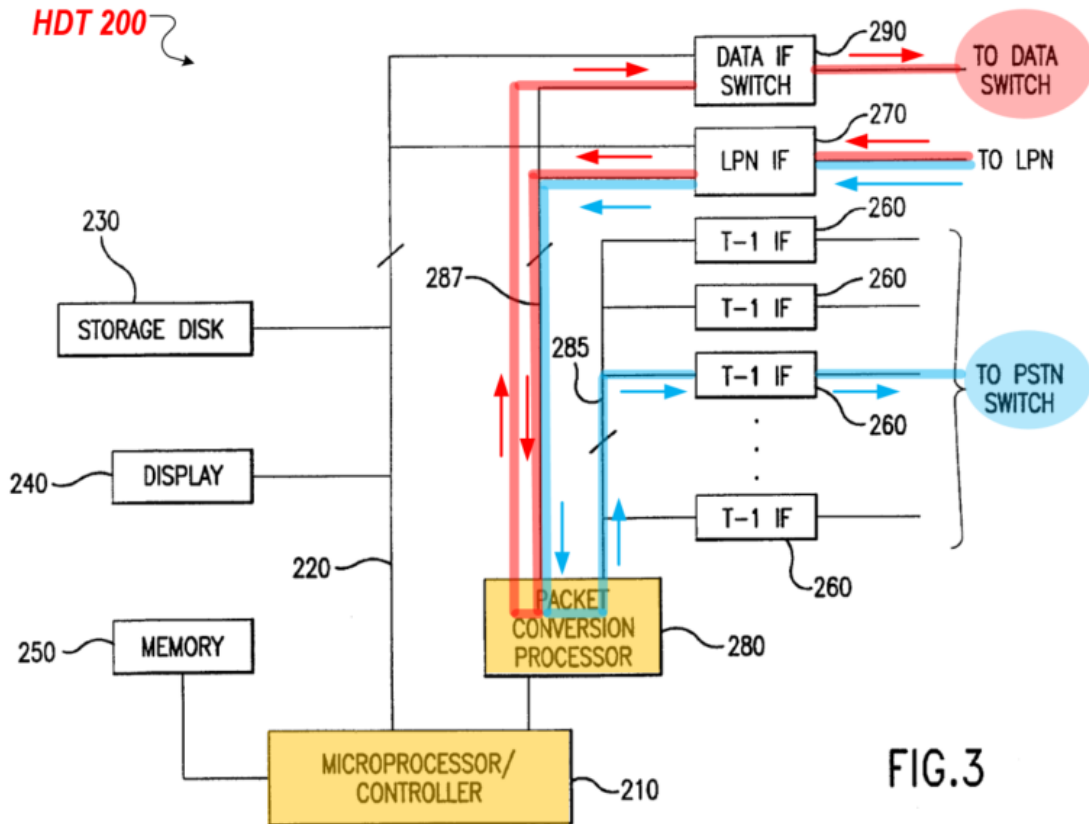 HDT 200
290
DATA IF
SWITCH
TO DATA
SWITCH
270
LPN IF
TO LPN
260
T-1 IF
230
STORAGE DISK
287
260
T-1 IF
285
T-1 IF
260
TO PSTN
SWITCH
240
DISPLAY
T-1 IF
260
220
250
MEMORY
PACKET
CONVERSION
PROCESSOR
280
MICROPROCESSOR/
CONTROLLER
210
FIG.3